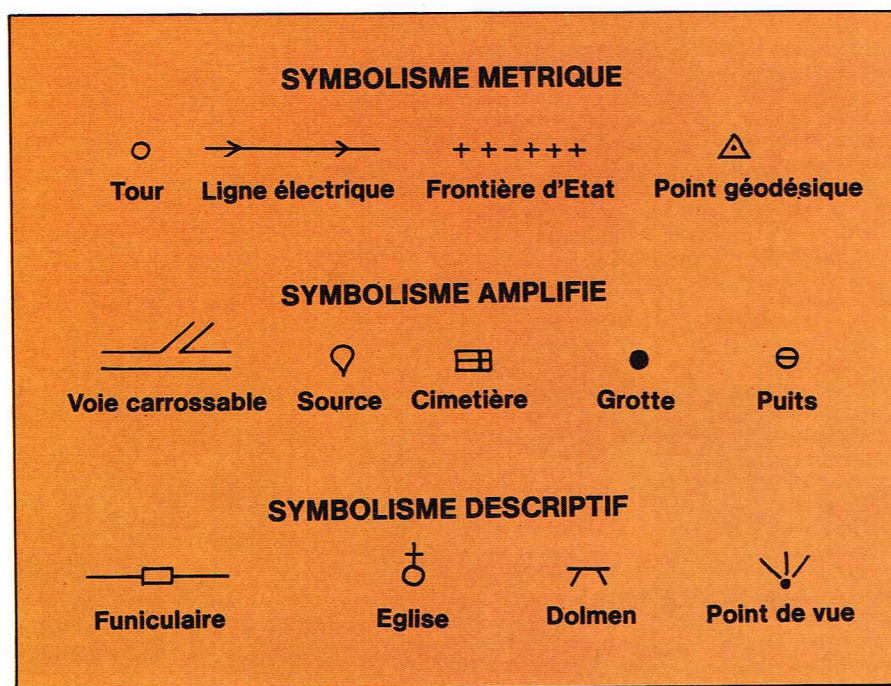 SYMBOLISME METRIQUE
Tour Ligne électrique Frontière d'Etat Point géodésique
SYMBOLISME AMPLIFIE
Voie carrossable Source Cimetière Grotte Puits
SYMBOLISME DESCRIPTIF
Funiculaire Eglise Dolmen Point de vue